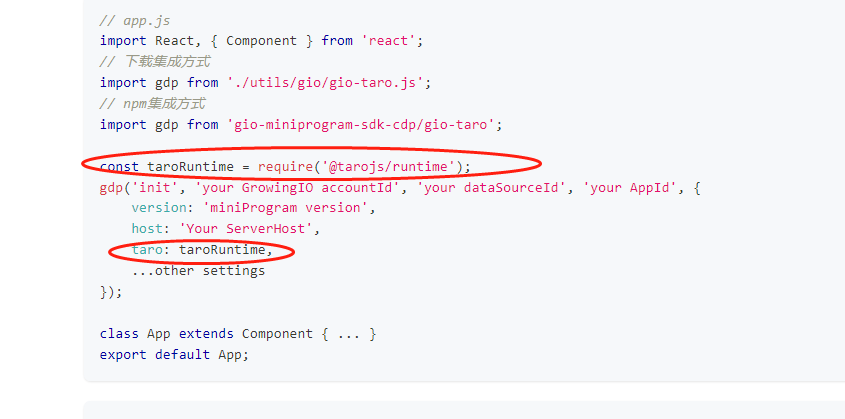 // app.js
import React, { Component } from 'react';
// 下载集成方式
import gdp from './utils/gio/gio-taro.js';
// npm集成方式
import gdp from 'gio-miniprogram-sdk-cdp/gio-taro';
const taroRuntime = require('@tarojs/runtime');
gdp('init', 'your GrowingIO accountId', 'your dataSourceId', 'your AppId', {
version: 'miniProgram version',
host: 'Your ServerHost',
taro: taroRuntime,
...other settings
});
class App extends Component { ... }
export default App;